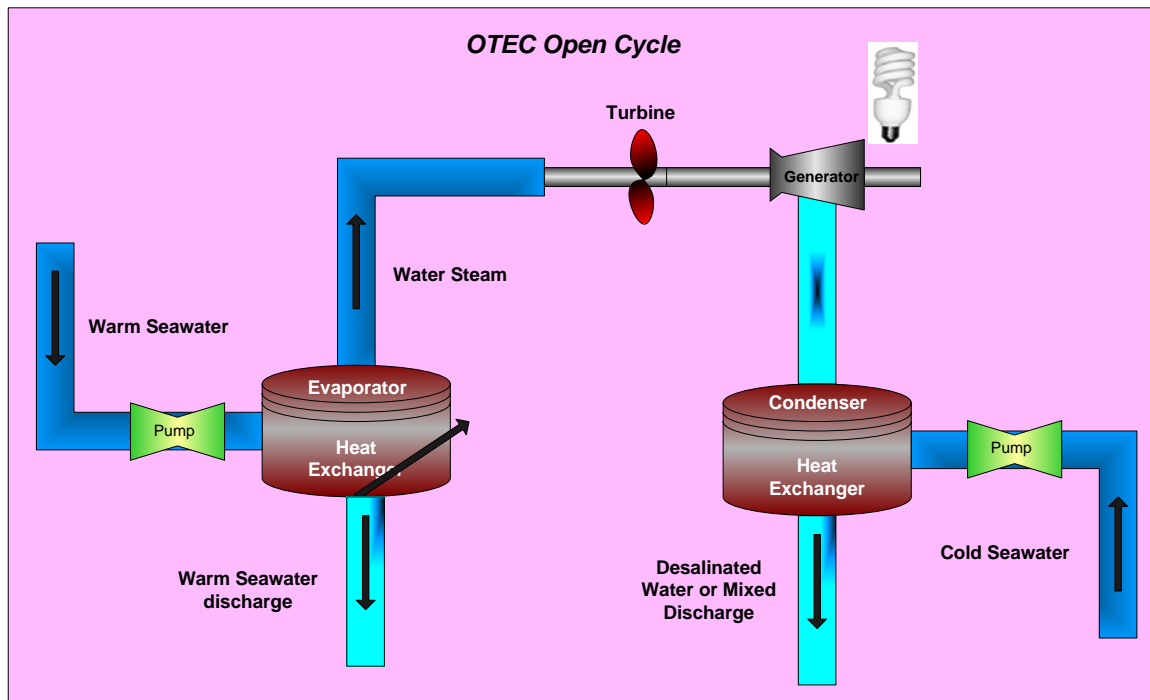 OTEC Open Cycle
Turbine
Generator
Water Steam
Warm Seawater
Evaporator
Condenser
Pump
Heat
Exchanger
Heat
Exchanger
Pump
Warm Seawater
discharge
Desalinated
Water or Mixed
Discharge
Cold Seawater